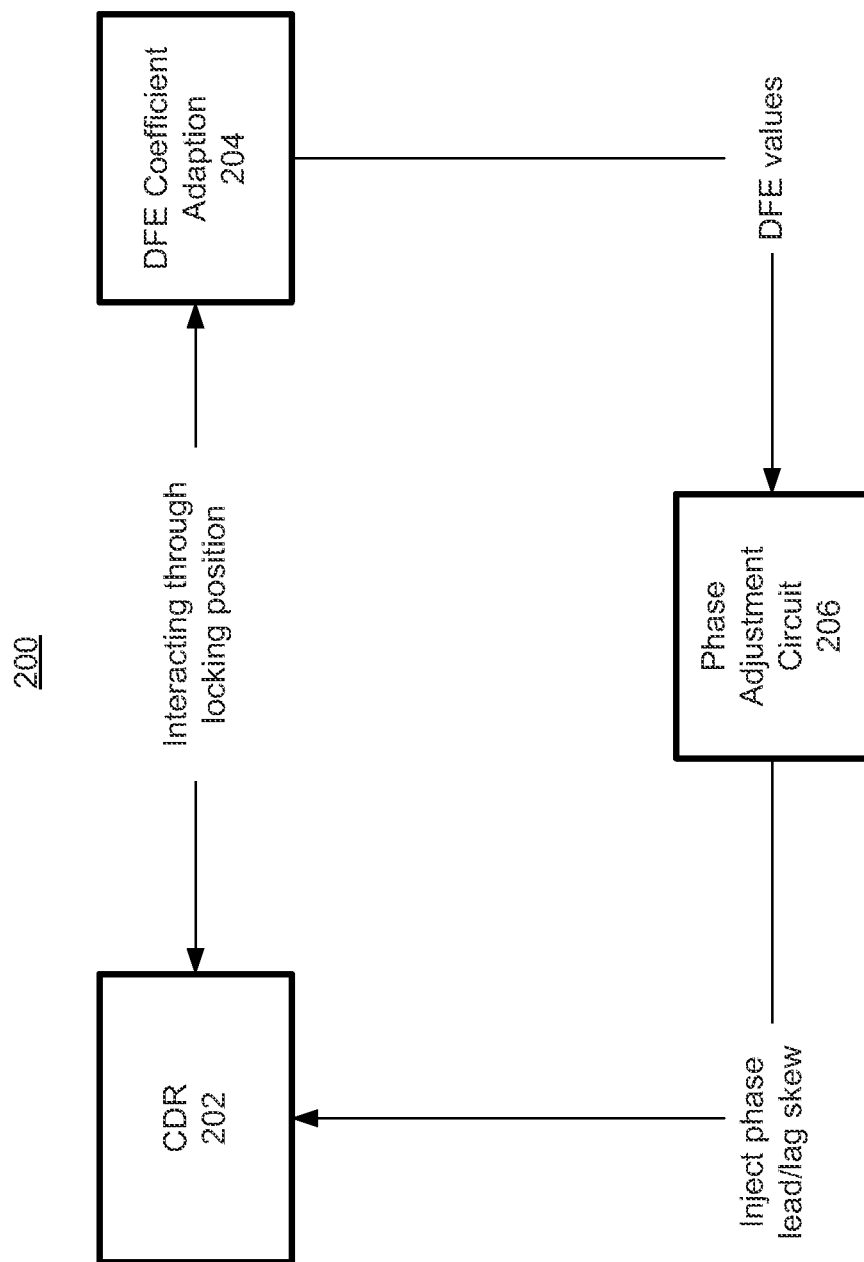 200
CDR
202
Interacting through
locking position
DFE Coefficient
Adaption
204
Inject phase
lead/lag skew
Phase
Adjustment
Circuit
206
DFE values